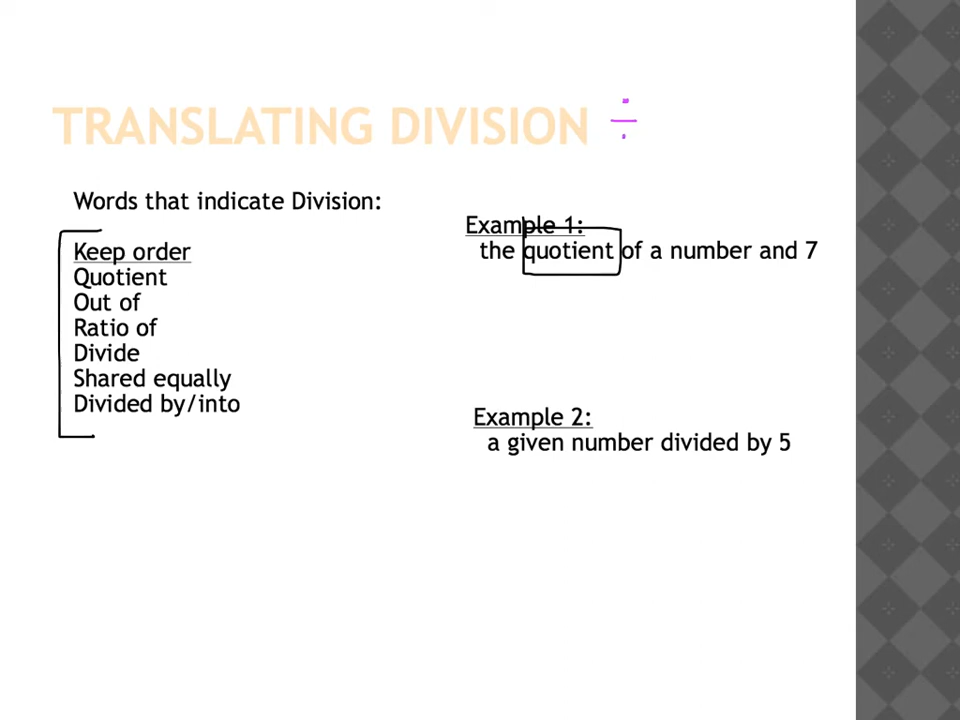 TRANSLATING DIVISION ÷
Words that indicate Division:
Keep order
Quotient
Out of
Ratio of
Divide
Shared equally
Divided by/into
Example 1:
the quotient of a number and 7
Example 2:
a given number divided by 5